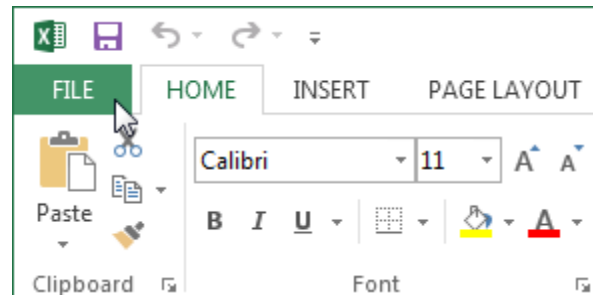 FILE HOME INSERT PAGE LAYOUT
Calibri 11 A A
Paste B I U A
Clipboard Font